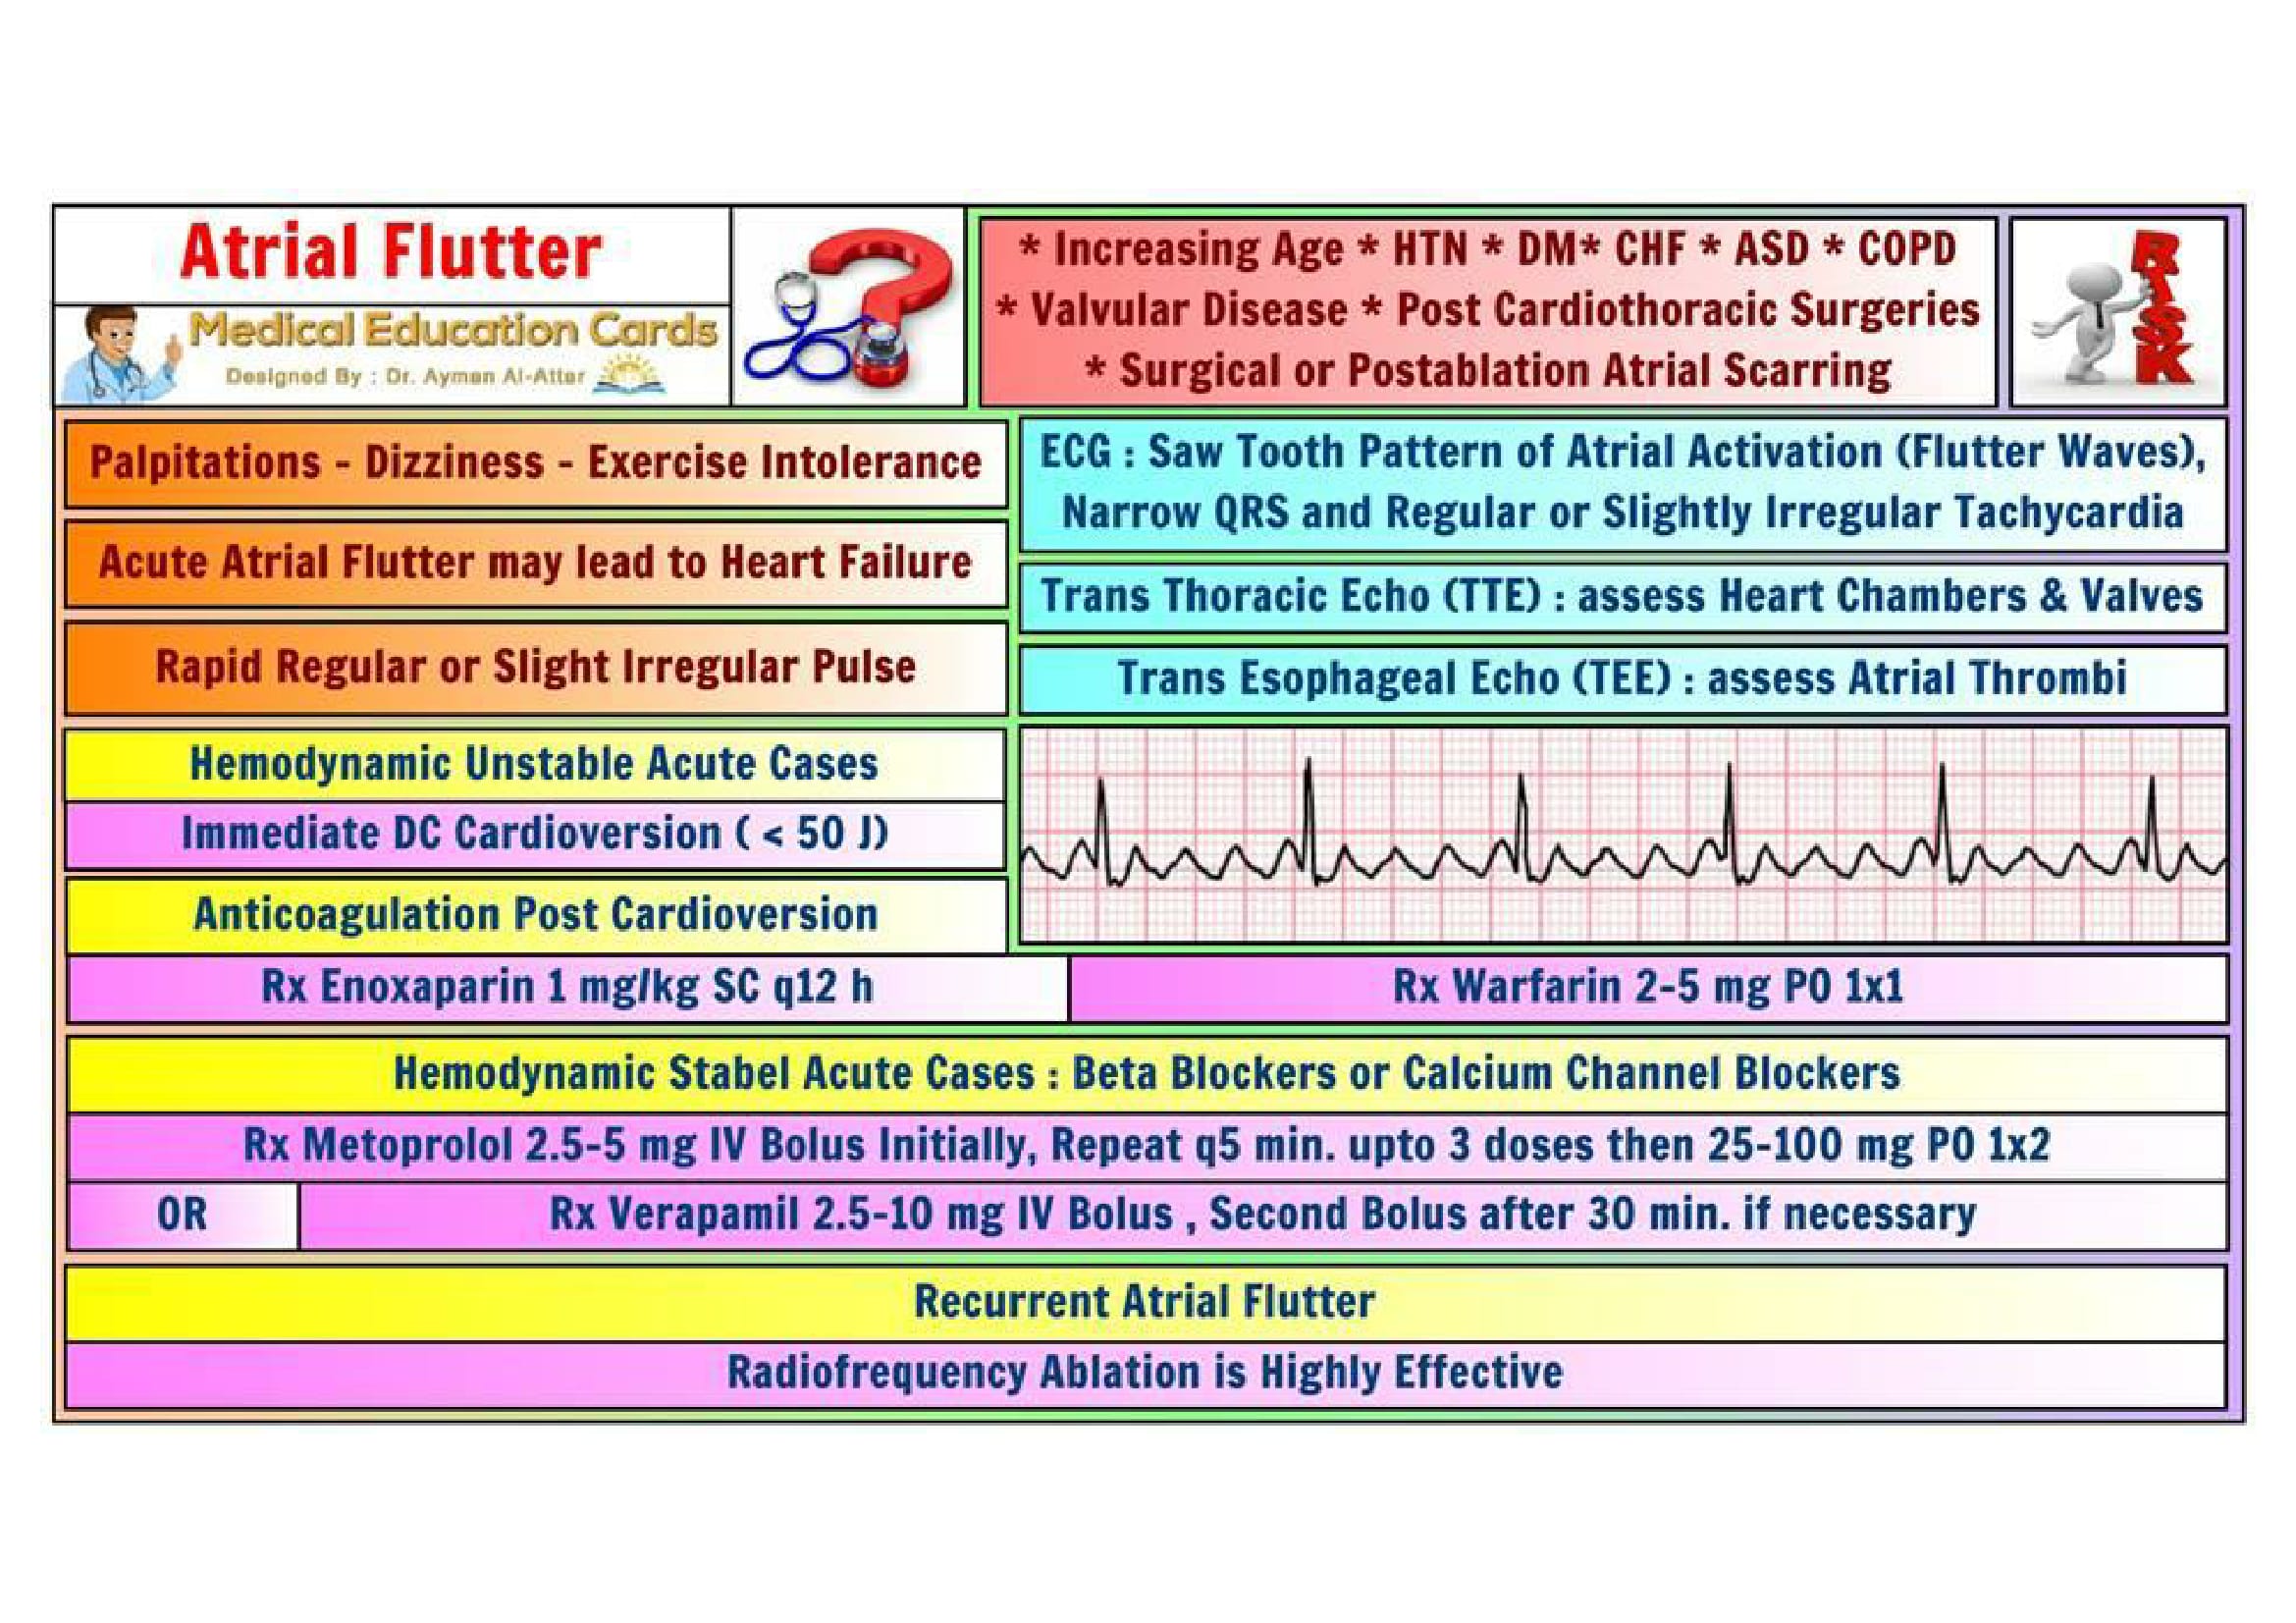 Atrial Flutter
Medical Education Cards
Designed By : Dr. Ayman Al-Attar
* Increasing Age * HTN * DM* CHF * ASD * COPD
* Valvular Disease * Post Cardiothoracic Surgeries
* Surgical or Postablation Atrial Scarring
RISK
Palpitations - Dizziness - Exercise Intolerance
Acute Atrial Flutter may lead to Heart Failure
Rapid Regular or Slight Irregular Pulse
ECG : Saw Tooth Pattern of Atrial Activation (Flutter Waves),
Narrow QRS and Regular or Slightly Irregular Tachycardia
Trans Thoracic Echo (TTE) : assess Heart Chambers & Valves
Trans Esophageal Echo (TEE) : assess Atrial Thrombi
Hemodynamic Unstable Acute Cases
Immediate DC Cardioversion ( < 50 J)
Anticoagulation Post Cardioversion
Rx Enoxaparin 1 mg/kg SC q12 h
Rx Warfarin 2-5 mg PO 1x1
Hemodynamic Stabel Acute Cases : Beta Blockers or Calcium Channel Blockers
Rx Metoprolol 2.5-5 mg IV Bolus Initially, Repeat q5 min. upto 3 doses then 25-100 mg PO 1x2
OR
Rx Verapamil 2.5-10 mg IV Bolus , Second Bolus after 30 min. if necessary
Recurrent Atrial Flutter
Radiofrequency Ablation is Highly Effective